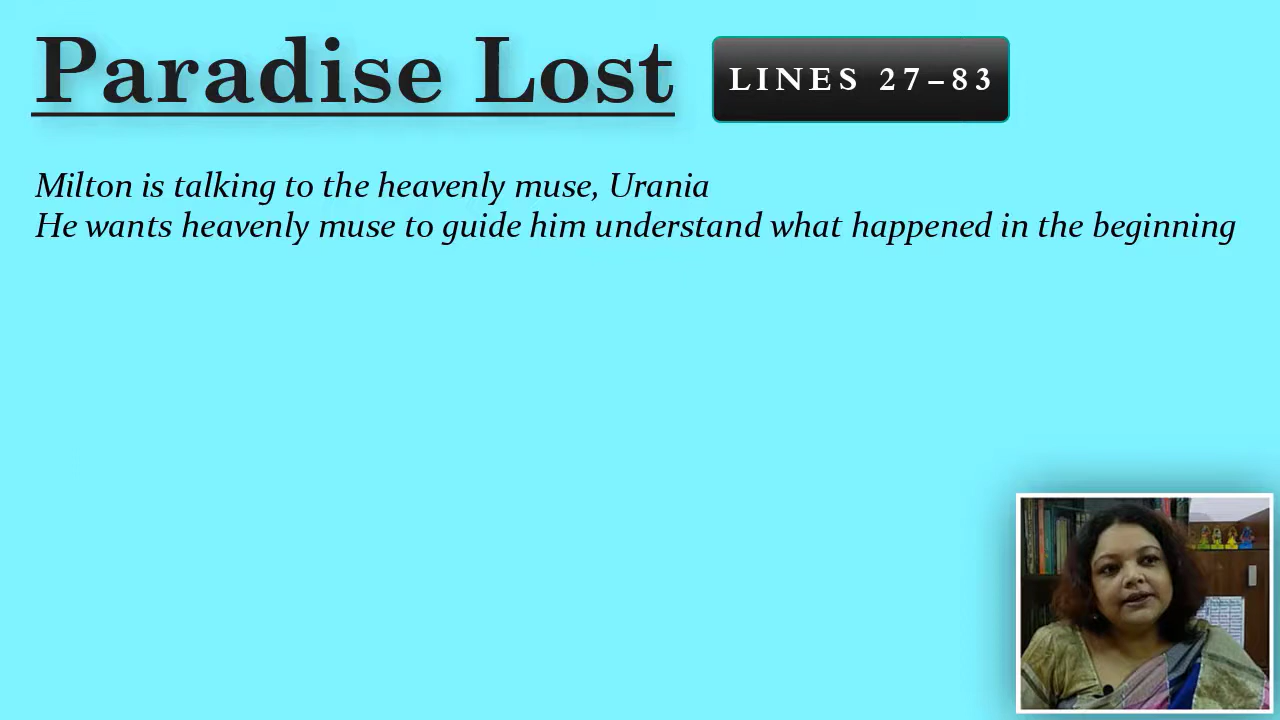 Paradise Lost
LINES 27–83
Milton is talking to the heavenly muse, Urania
He wants heavenly muse to guide him understand what happened in the beginning